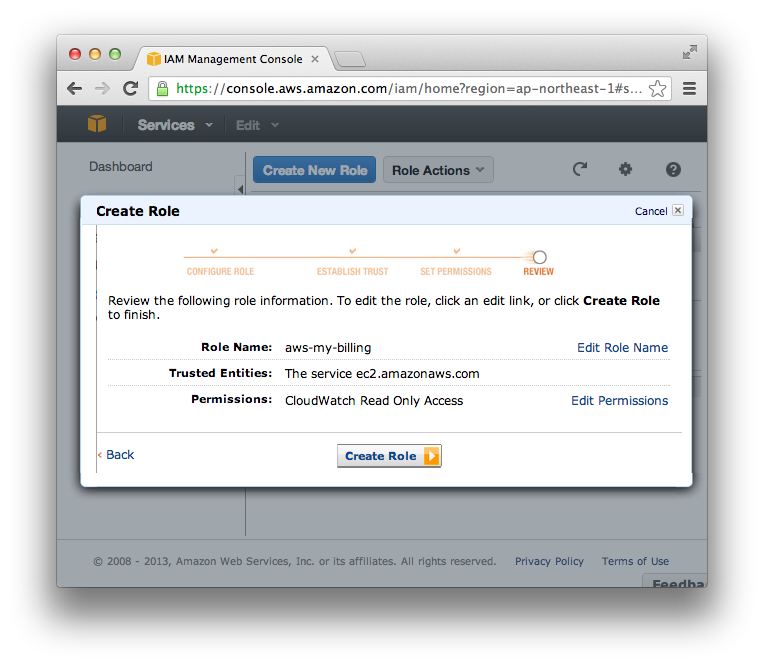 IAM Management Console
https://console.aws.amazon.com/iam/home?region=ap-northeast-1#s...
Services Edit
Dashboard Create New Role Role Actions
Create Role Cancel
CONFIGURE ROLE ESTABLISH TRUST SET PERMISSIONS REVIEW
Review the following role information. To edit the role, click an edit link, or click Create Role
to finish.
Role Name: aws-my-billing Edit Role Name
Trusted Entities: The service ec2.amazonaws.com
Permissions: CloudWatch Read Only Access Edit Permissions
Back Create Role
© 2008 - 2013, Amazon Web Services, Inc. or its affiliates. All rights reserved. Privacy Policy Terms of Use
Feedba